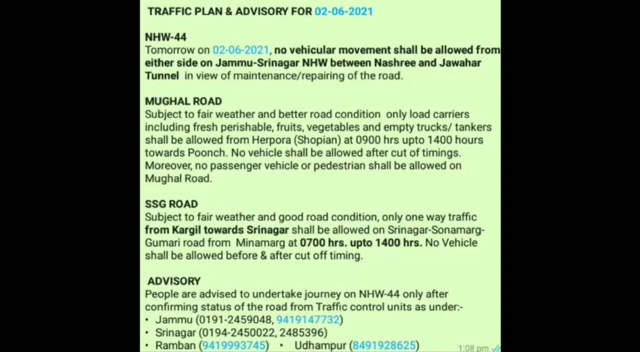 TRAFFIC PLAN & ADVISORY FOR 02-06-2021
NHW-44
Tomorrow on 02-06-2021, no vehicular movement shall be allowed from
either side on Jammu-Srinagar NHW between Nashree and Jawahar
Tunnel in view of maintenance/repairing of the road.
MUGHAL ROAD
Subject to fair weather and better road condition only load carriers
including fresh perishable, fruits, vegetables and empty trucks/ tankers
shall be allowed from Herpora (Shopian) at 0900 hrs upto 1400 hours
towards Poonch. No vehicle shall be allowed after cut of timings.
Moreover, no passenger vehicle or pedestrian shall be allowed on
Mughal Road.
SSG ROAD
Subject to fair weather and good road condition, only one way traffic
from Kargil towards Srinagar shall be allowed on Srinagar-Sonamarg-
Gumari road from Minamarg at 0700 hrs. upto 1400 hrs. No Vehicle
shall be allowed before & after cut off timing.
ADVISORY
People are advised to undertake journey on NHW-44 only after
confirming status of the road from Traffic control units as under:-
• Jammu (0191-2459048, 9419147732)
• Srinagar (0194-2450022, 2485396)
• Ramban (9419993745) • Udhampur (8491928625)
1:08 pm